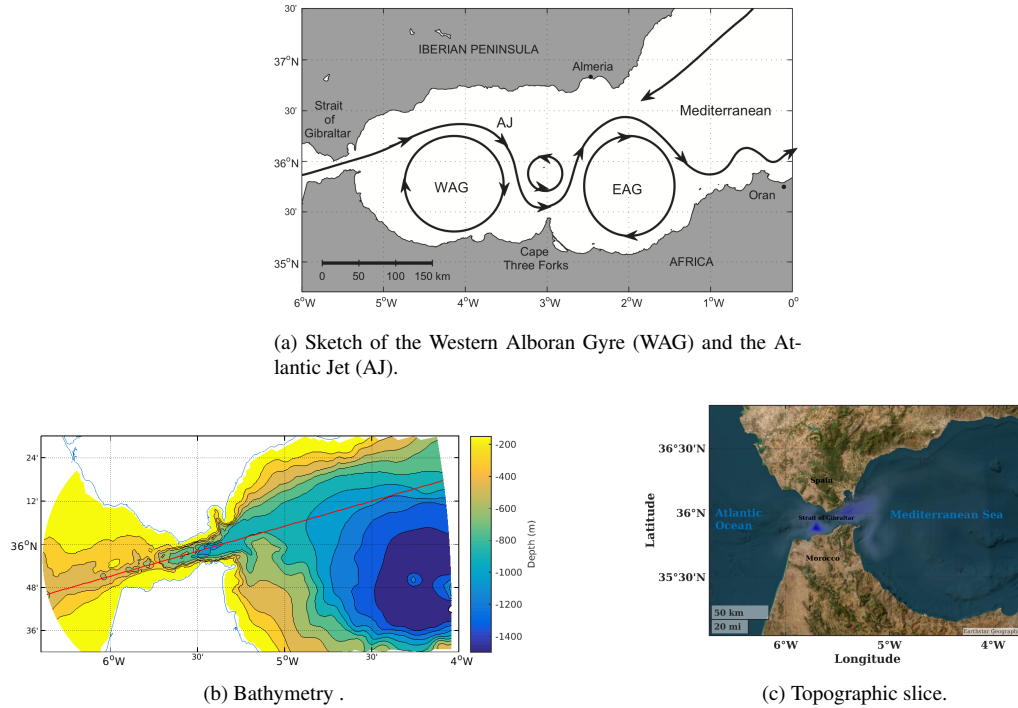 30'
IBERIAN PENINSULA
37°N
Almeria
30'
Strait
of
Gibraltar
AJ
Mediterranean
36°N
WAG
EAG
30'
Oran
Cape
Three Forks
AFRICA
35°N
0 50 100 150 km
6°W 5°W 4°W 3°W 2°W 1°W 0°
(a) Sketch of the Western Alboran Gyre (WAG) and the At-
lantic Jet (AJ).
24'
12'
36°N
48'
36'
6°W 30' 5°W 30' 4°W
-200
-400
-600
-800
-1000
-1200
-1400
Depth (m)
(b) Bathymetry .
36°30'N
36°N
35°30'N
Latitude
Spain
Atlantic
Ocean
Strait of Gibraltar
Mediterranean Sea
Morocco
50 km
20 mi
Earthstar Geograph
6°W 5°W 4°W
Longitude
(c) Topographic slice.